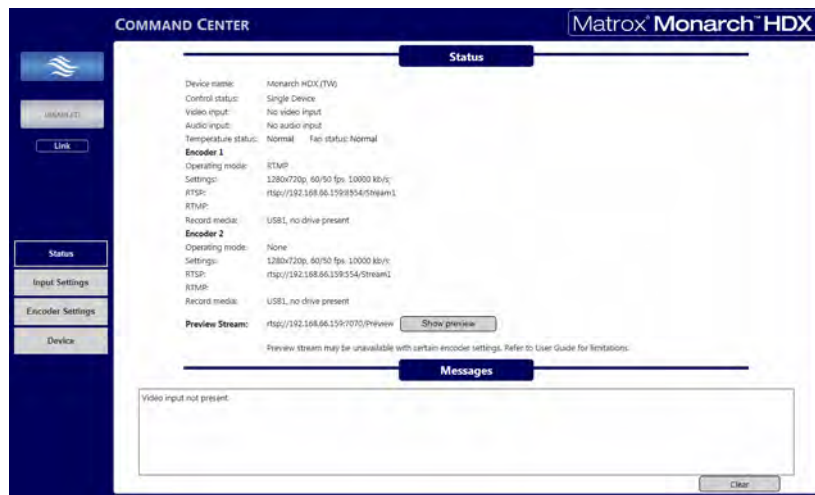 COMMAND CENTER
Matrox® Monarch™ HDX
Status
Device name: Monarch HDX (TW)
Control status: Single Device
Video input: No video input
Audio input: No audio input
Temperature status: Normal Fan status: Normal
Link
Encoder 1
Operating mode: RTMP
Settings: 1280x720p, 60/50 fps, 10000 kb/s;
RTSP: rtsp://192.168.66.159:8554/Stream1
RTMP:
Record media: USB1, no drive present
Encoder 2
Operating mode: None
Settings: 1280x720p, 60/50 fps, 10000 kb/s;
RTSP: rtsp://192.168.66.159:554/Stream1
RTMP:
Record media: USB1, no drive present
Preview Stream: rtsp://192.168.66.159:7070/Preview Show preview
Preview stream may be unavailable with certain encoder settings. Refer to User Guide for limitations.
Status
Input Settings
Encoder Settings
Device
Messages
Video input not present
Clear